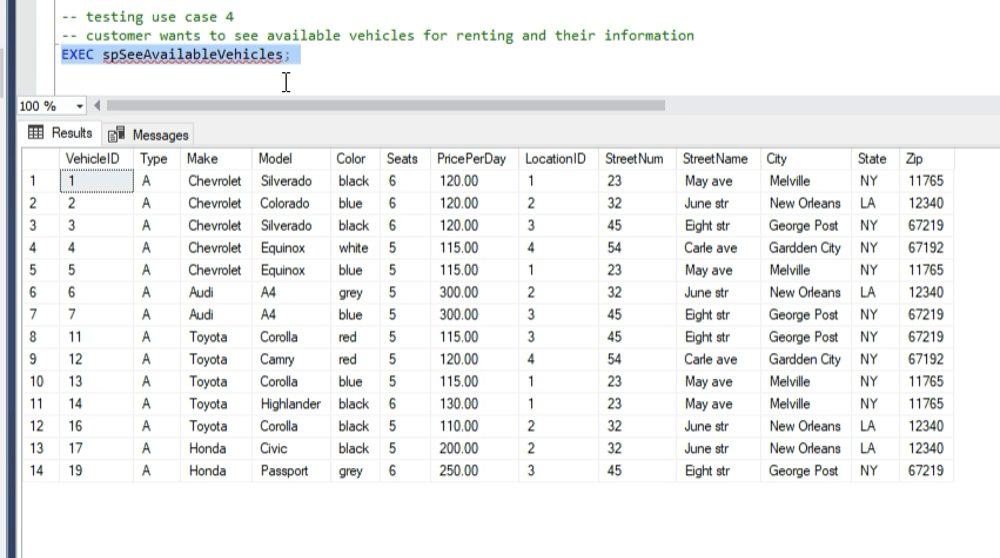 -- testing use case 4
-- customer wants to see available vehicles for renting and their information
EXEC spSeeAvailableVehicles;
100 %
Results Messages
VehicleID Type Make Model Color Seats PricePerDay LocationID StreetNum StreetName City State Zip
1 1 A Chevrolet Silverado black 6 120.00 1 23 May ave Melville NY 11765
2 2 A Chevrolet Colorado blue 6 120.00 2 32 June str New Orleans LA 12340
3 3 A Chevrolet Silverado black 6 120.00 3 45 Eight str George Post NY 67219
4 4 A Chevrolet Equinox white 5 115.00 4 54 Carle ave Gardden City NY 67192
5 5 A Chevrolet Equinox blue 5 115.00 1 23 May ave Melville NY 11765
6 6 A Audi A4 grey 5 300.00 2 32 June str New Orleans LA 12340
7 7 A Audi A4 blue 5 300.00 3 45 Eight str George Post NY 67219
8 11 A Toyota Corolla red 5 115.00 3 45 Eight str George Post NY 67219
9 12 A Toyota Camry red 5 120.00 4 54 Carle ave Gardden City NY 67192
10 13 A Toyota Corolla blue 5 115.00 1 23 May ave Melville NY 11765
11 14 A Toyota Highlander black 6 130.00 1 23 May ave Melville NY 11765
12 16 A Toyota Corolla black 5 110.00 2 32 June str New Orleans LA 12340
13 17 A Honda Civic black 5 200.00 2 32 June str New Orleans LA 12340
14 19 A Honda Passport grey 6 250.00 3 45 Eight str George Post NY 67219